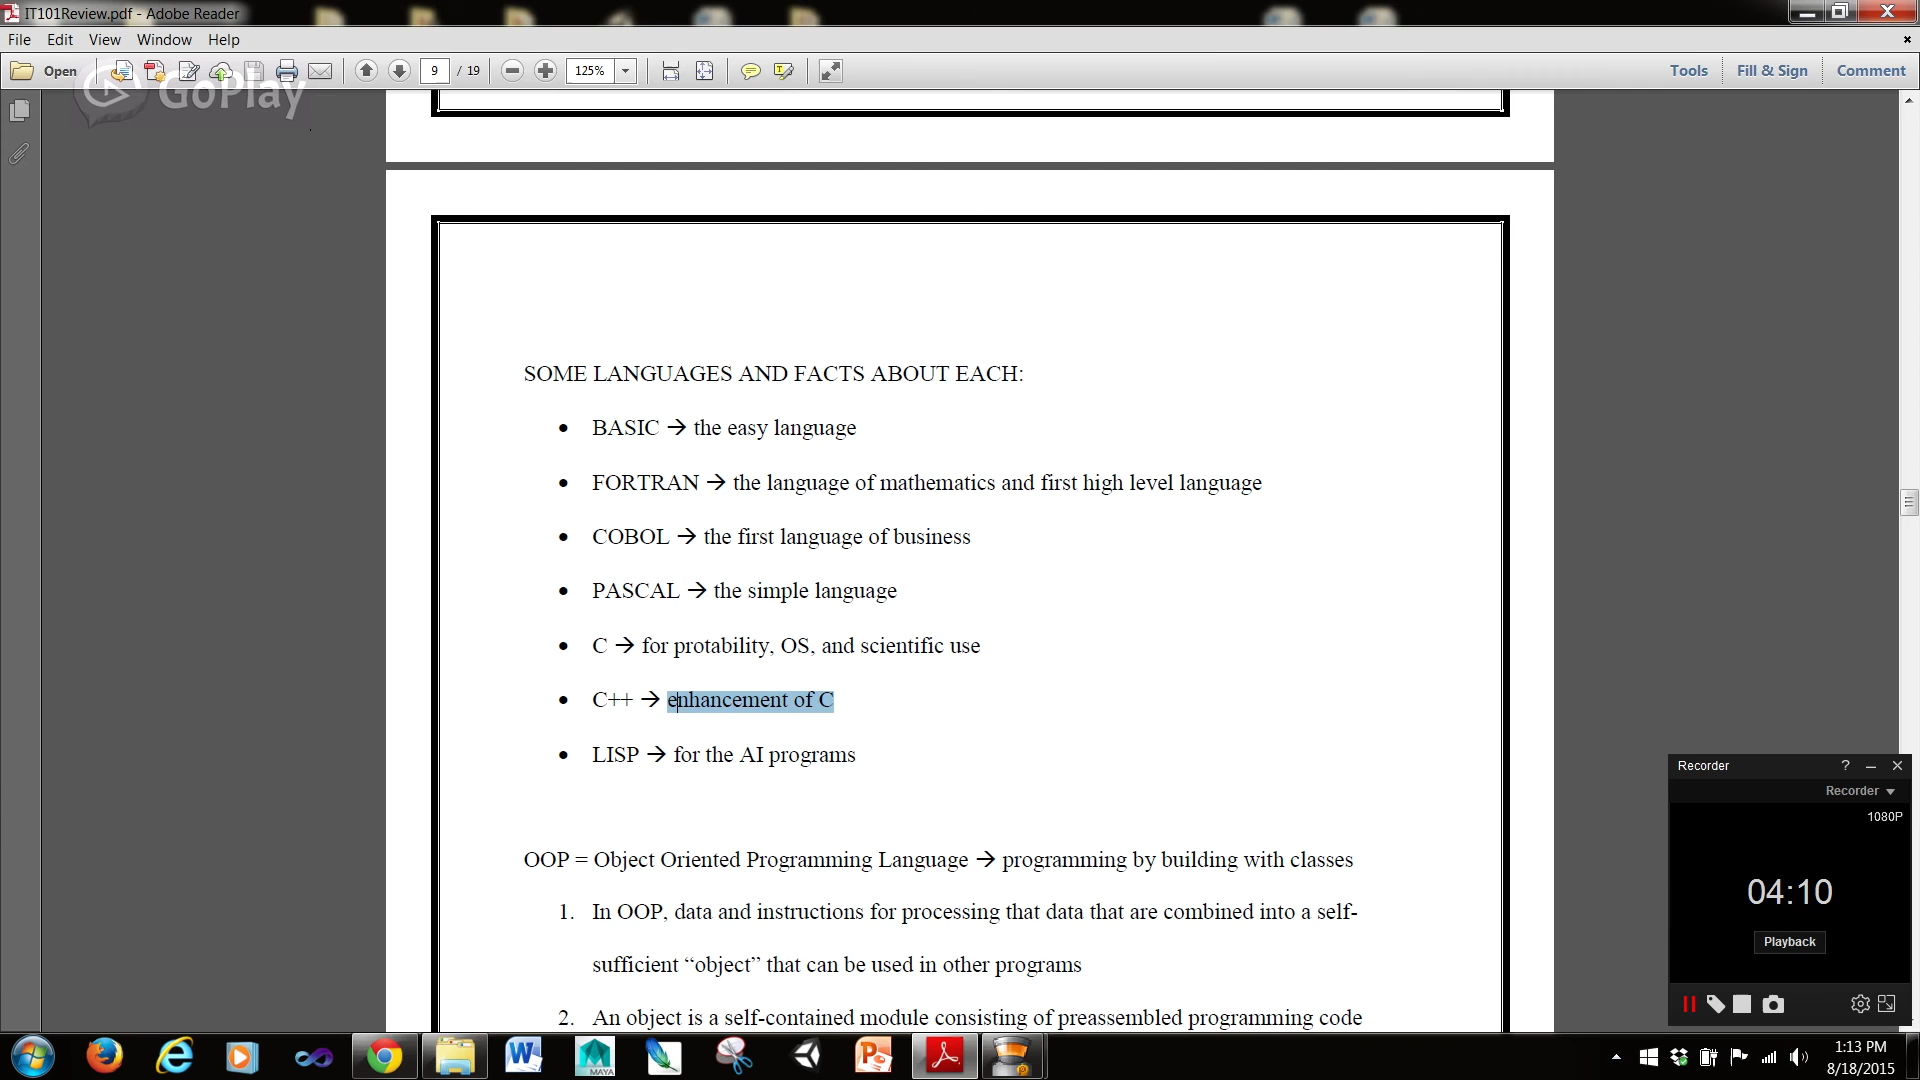 IT101Review.pdf - Adobe Reader
File Edit View Window Help
Open 9 / 19 125% Tools Fill & Sign Comment
GoPlay
SOME LANGUAGES AND FACTS ABOUT EACH:
• BASIC → the easy language
• FORTRAN → the language of mathematics and first high level language
• COBOL → the first language of business
• PASCAL → the simple language
• C → for protability, OS, and scientific use
• C++ → enhancement of C
• LISP → for the AI programs
OOP = Object Oriented Programming Language → programming by building with classes
1. In OOP, data and instructions for processing that data that are combined into a self-
sufficient “object” that can be used in other programs
2. An object is a self-contained module consisting of preassembled programming code
Recorder ?
Recorder
1080P
04:10
Playback
MAYA
1:13 PM
8/18/2015